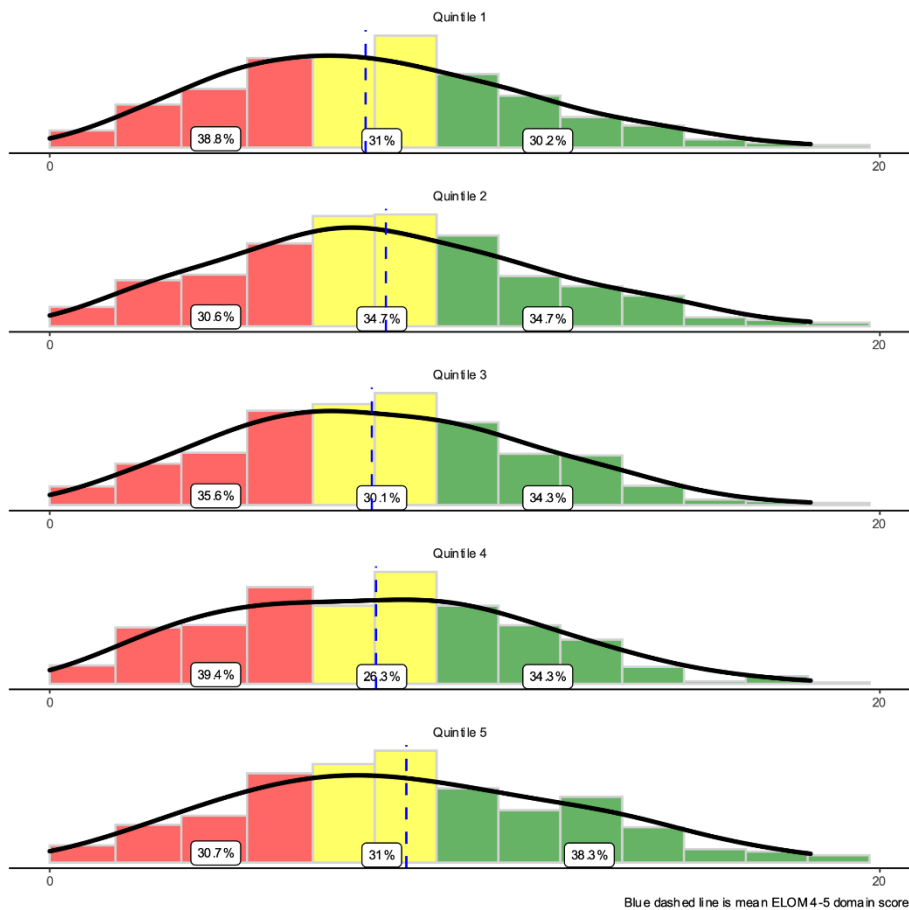 Quintile 1
38.8% 31% 30.2%
0 20
Quintile 2
30.6% 34.7% 34.7%
0 20
Quintile 3
35.6% 30.1% 34.3%
0 20
Quintile 4
39.4% 26.3% 34.3%
0 20
Quintile 5
30.7% 31% 38.3%
0 20
Blue dashed line is mean ELOM 4-5 domain score